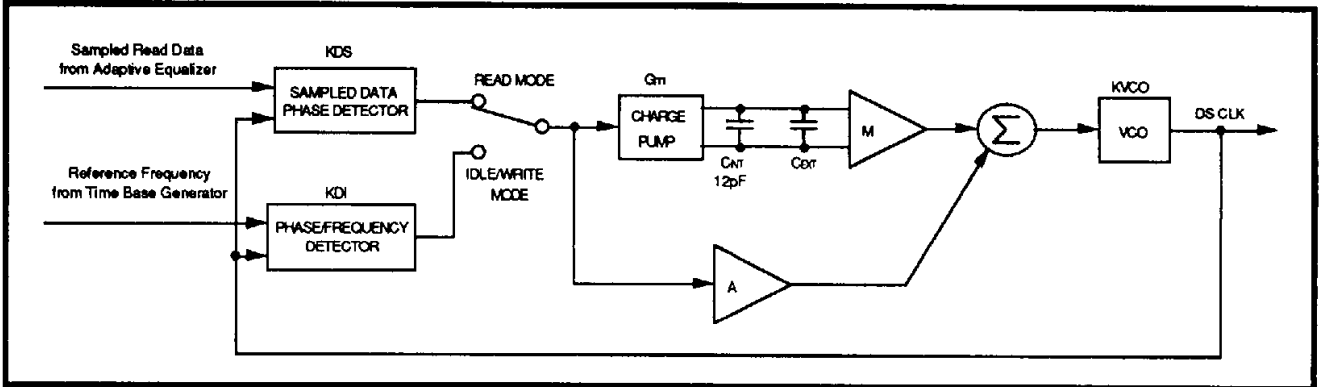 Sampled Read Data
from Adaptive Equalizer
KDS
SAMPLED DATA
PHASE DETECTOR
READ MODE
Gm
CHARGE
PUMP
CINT
12pF
CEXT
M
Σ
KVCO
VCO
DS CLK
Reference Frequency
from Time Base Generator
KDI
PHASE/FREQUENCY
DETECTOR
IDLE/WRITE
MODE
A